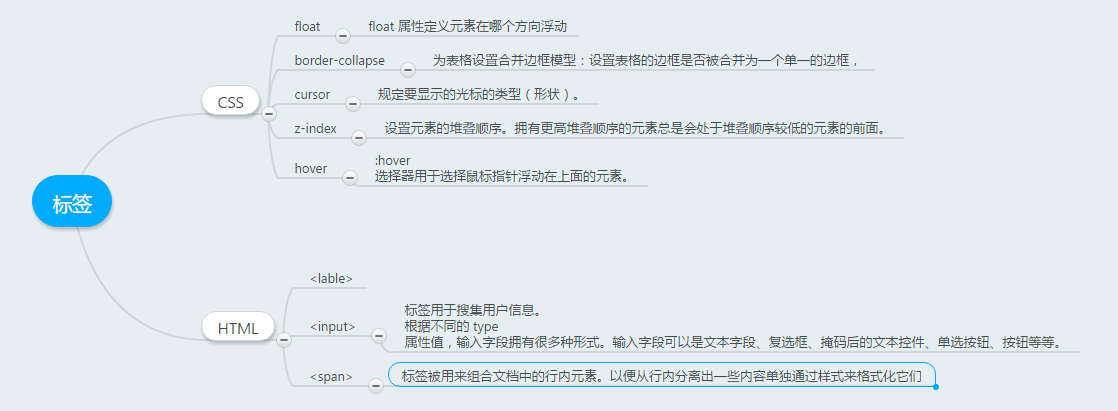 标签
CSS
float
float 属性定义元素在哪个方向浮动
border-collapse
为表格设置合并边框模型：设置表格的边框是否被合并为一个单一的边框，
cursor
规定要显示的光标的类型（形状）。
z-index
设置元素的堆叠顺序。拥有更高堆叠顺序的元素总是会处于堆叠顺序较低的元素的前面。
hover
:hover
选择器用于选择鼠标指针浮动在上面的元素。
HTML
<lable>
<input>
标签用于搜集用户信息。
根据不同的 type
属性值，输入字段拥有很多种形式。输入字段可以是文本字段、复选框、掩码后的文本控件、单选按钮、按钮等等。
<span>
标签被用来组合文档中的行内元素。以便从行内分离出一些内容单独通过样式来格式化它们